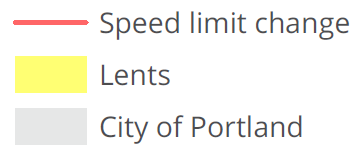 Speed limit change
Lents
City of Portland